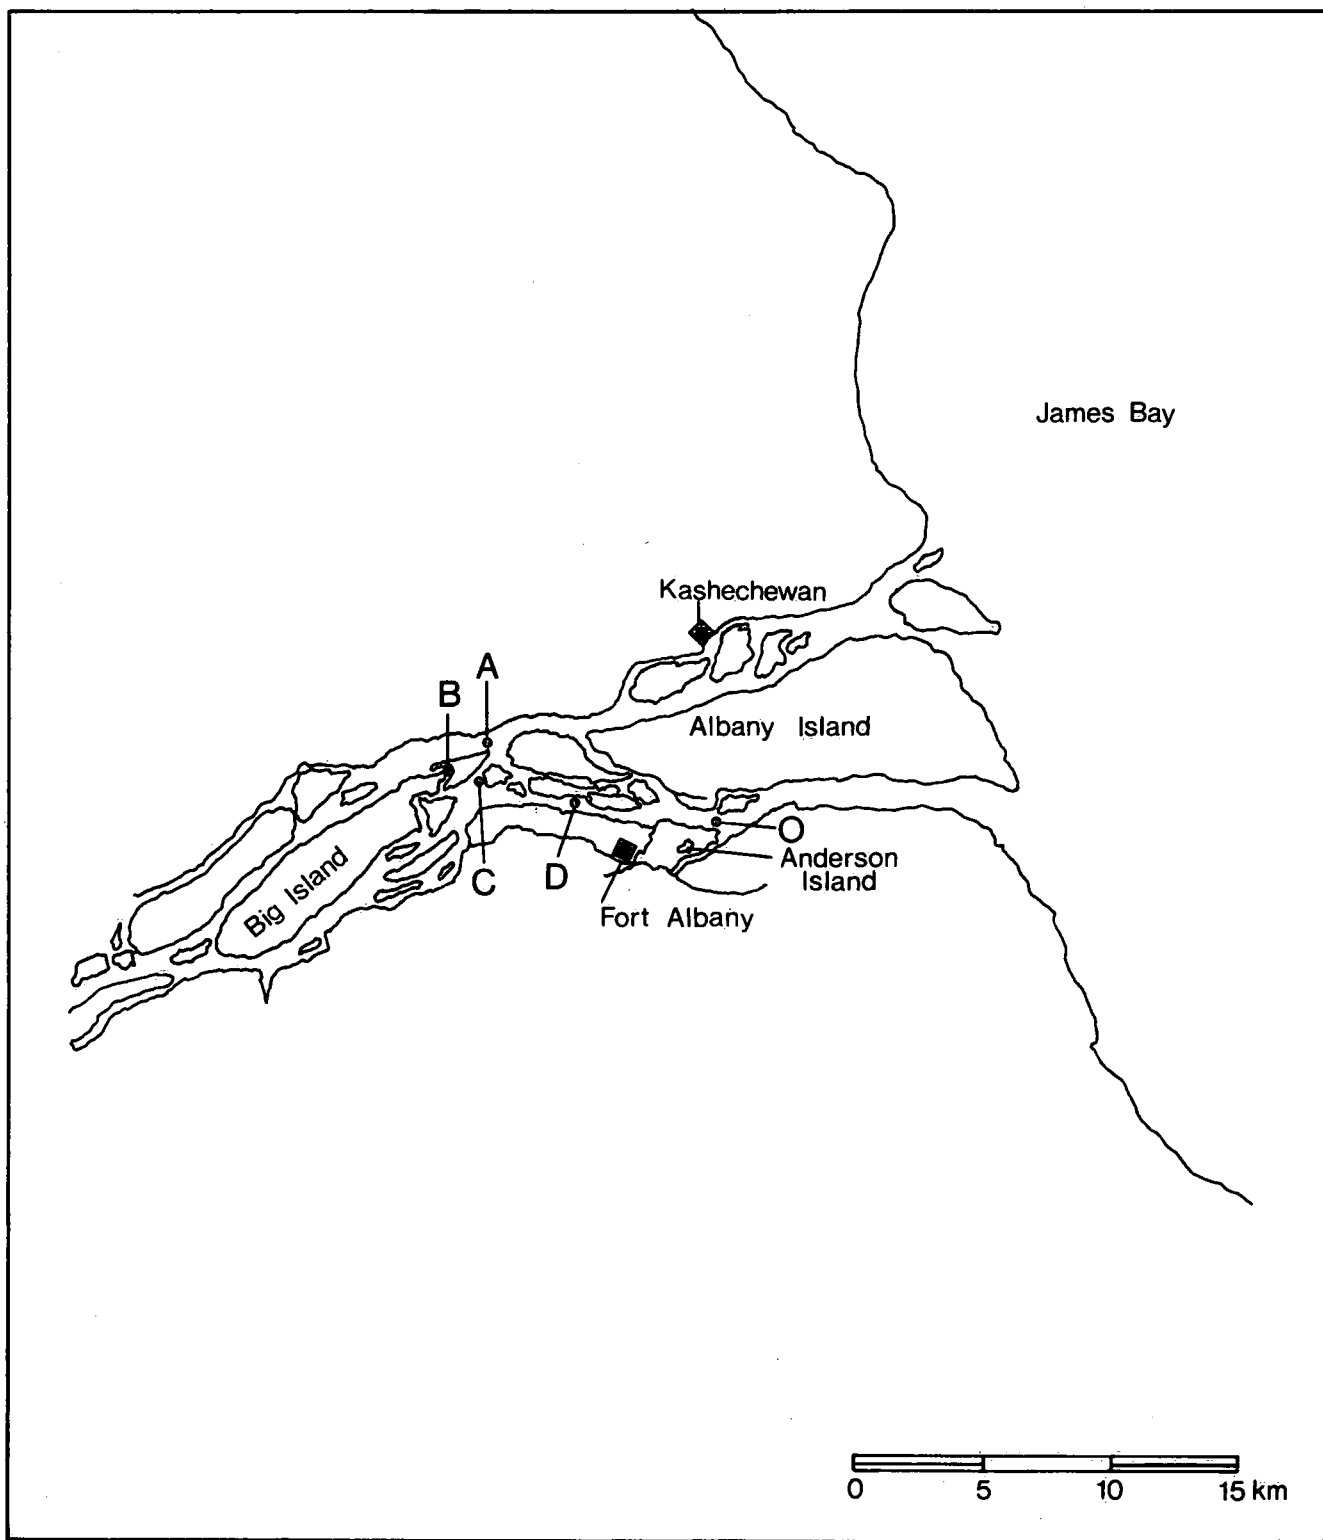 James Bay
Kashechewan
A
B
Albany Island
O
Anderson
Island
C
D
Big Island
Fort Albany
0 5 10 15 km